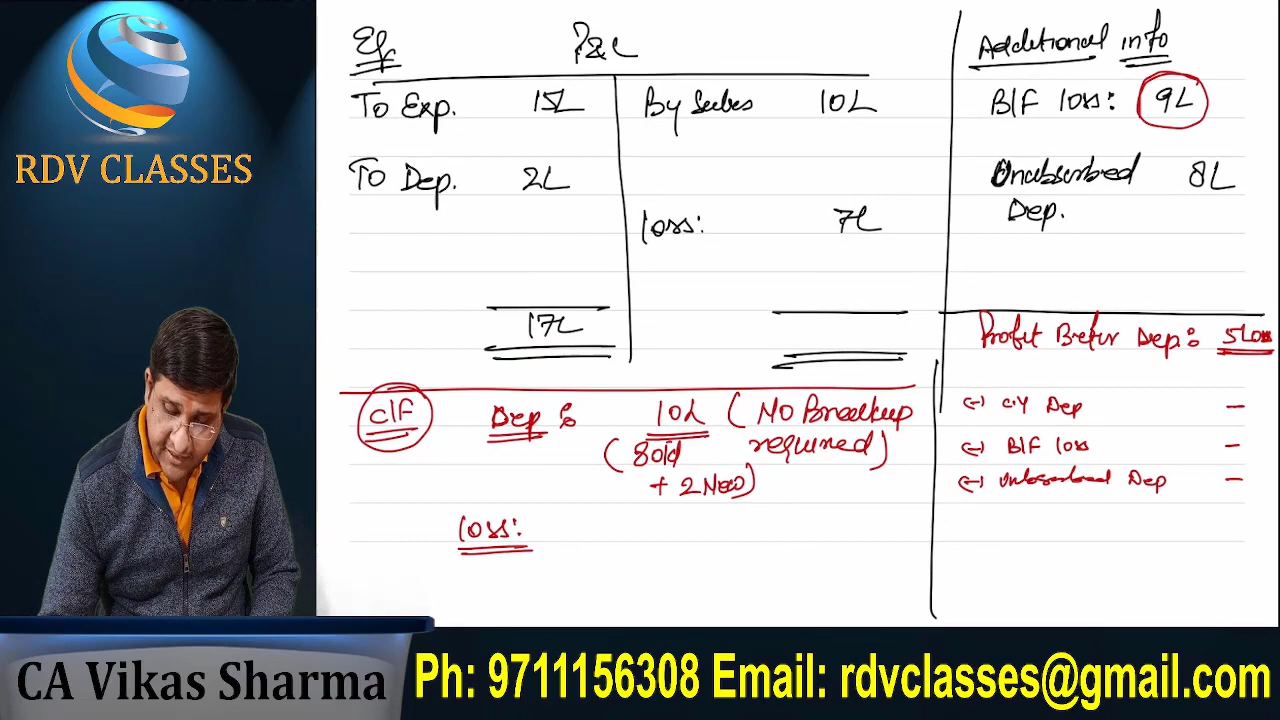 RDV CLASSES
Eg P&L
To Exp. 15L By Sales 10L
To Dep. 2L
loss: 7L
17L
Additional info
B/F loss: 9L
Unabsorbed 8L
Dep.
Profit Before Dep:
(-) C.Y Dep –
(-) B/F loss –
(-) Unabsorbed Dep –
C/F Dep: 10L (No Breakup
(8 old required)
+ 2 New)
loss:
CA Vikas Sharma
Ph: 9711156308 Email: rdvclasses@gmail.com